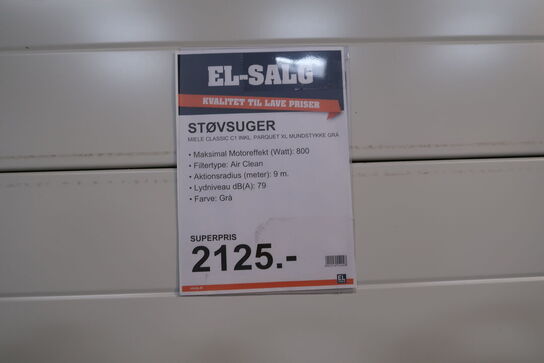 EL-SALG
KVALITET TIL LAVE PRISER
STØVSUGER
MIELE CLASSIC C1 INKL. PARQUET XL MUNDSTYKKE GRÅ
• Maksimal Motoreffekt (Watt): 800
• Filtertype: Air Clean
• Aktionsradius (meter): 9 m.
• Lydniveau dB(A): 79
• Farve: Grå
SUPERPRIS
2125.-
EL